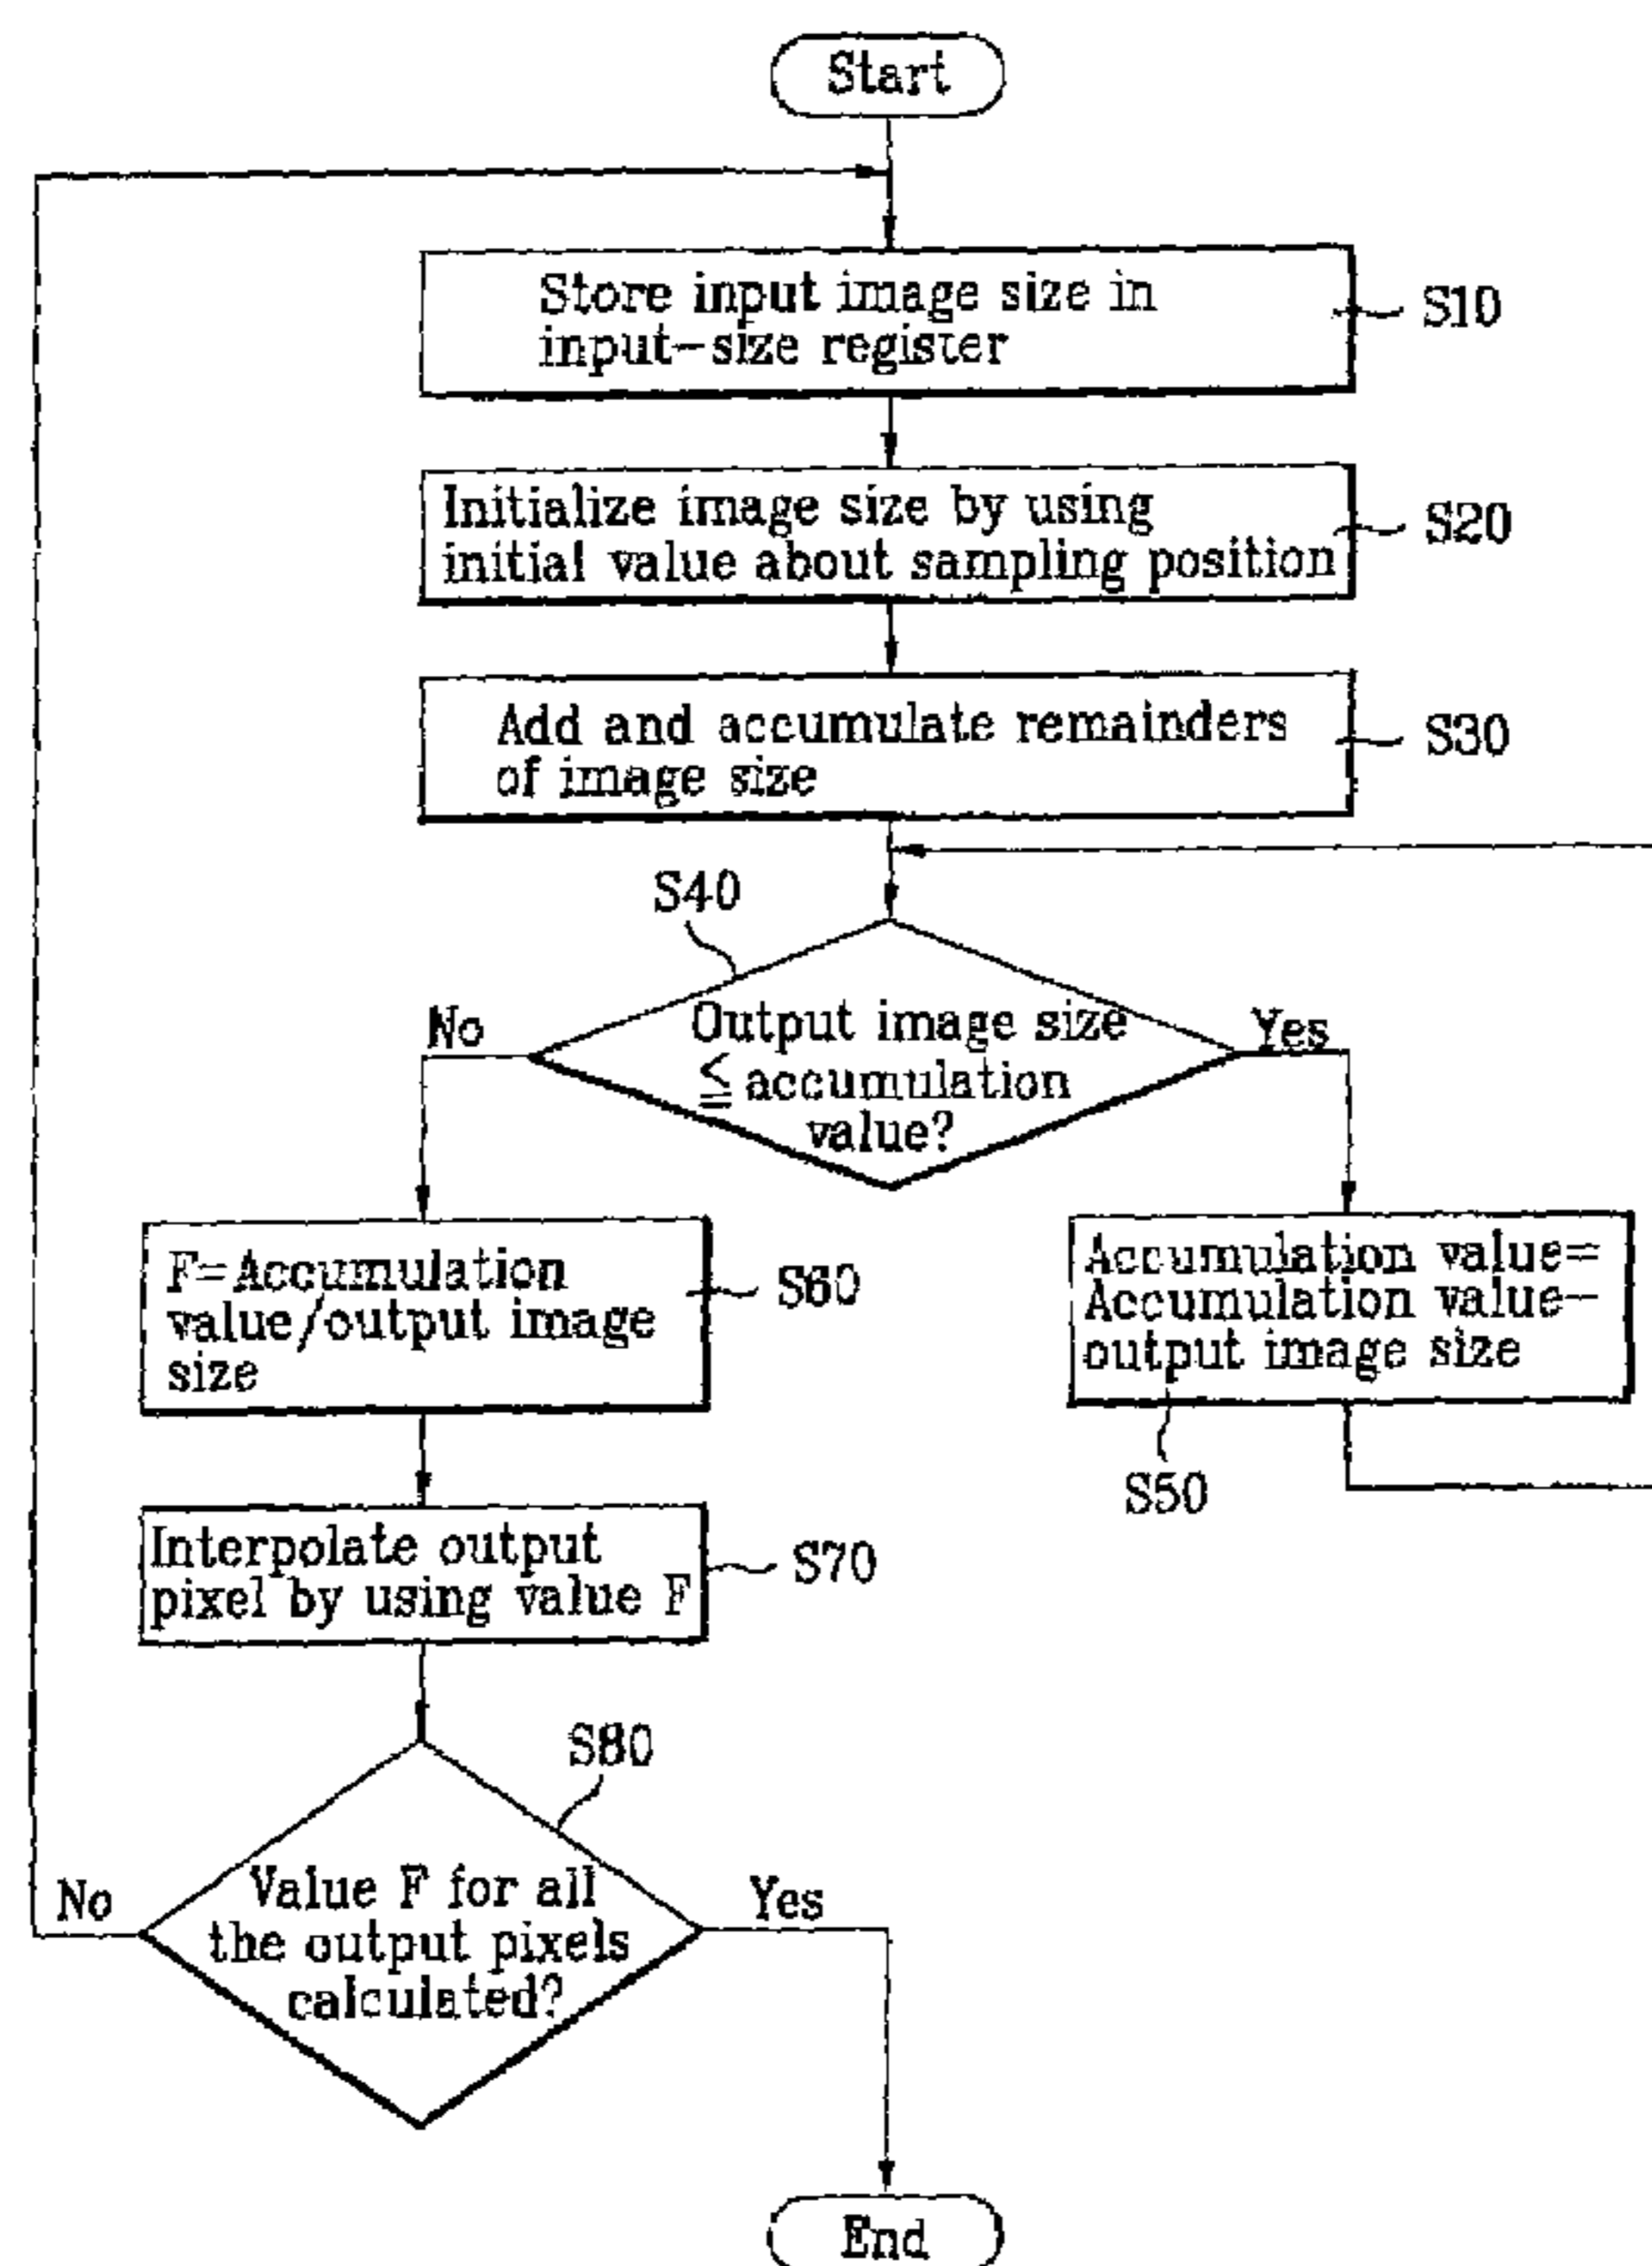 Start
Store input image size in
input-size register
S10
Initialize image size by using
initial value about sampling position
S20
Add and accumulate remainders
of image size
S30
S40
No
Output image size
≦ accumulation
value?
Yes
F=Accumulation
value/output image
size
S60
Accumulation value=
Accumulation value-
output image size
S50
Interpolate output
pixel by using value F
S70
S80
No
Value F for all
the output pixels
calculated?
Yes
End